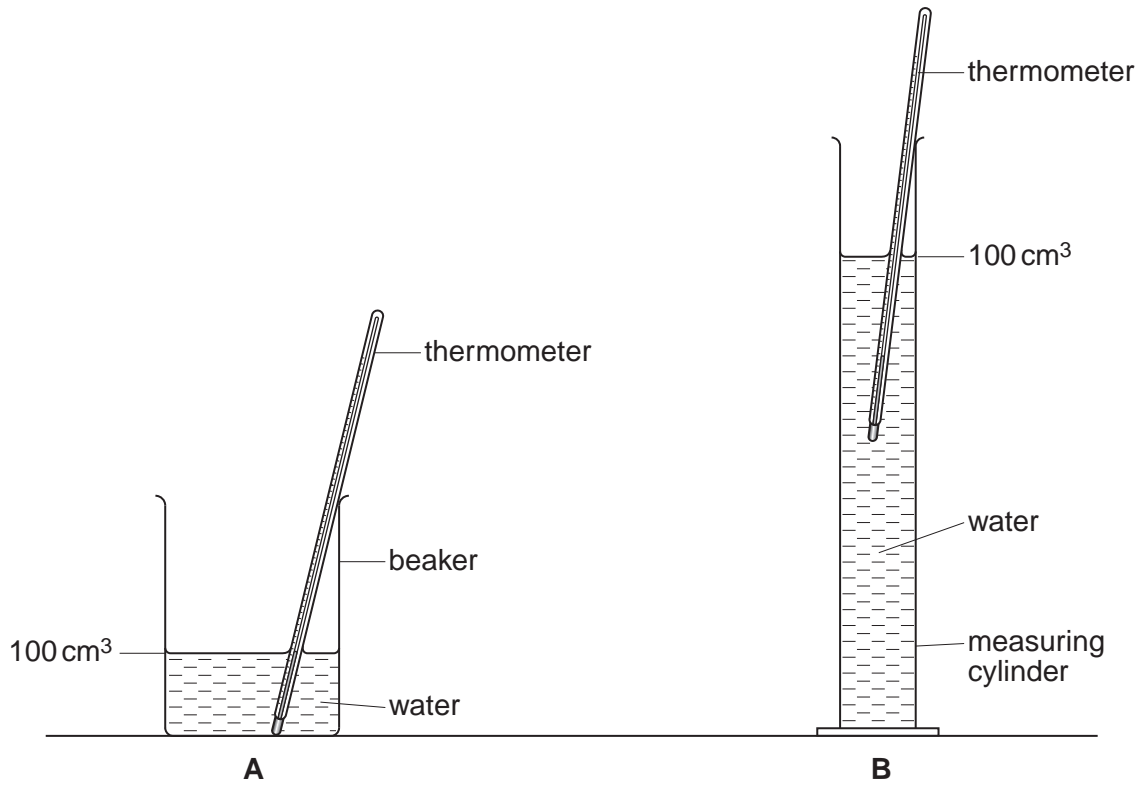 thermometer
100 cm³
thermometer
beaker
water
measuring
cylinder
100 cm³
water
A
B